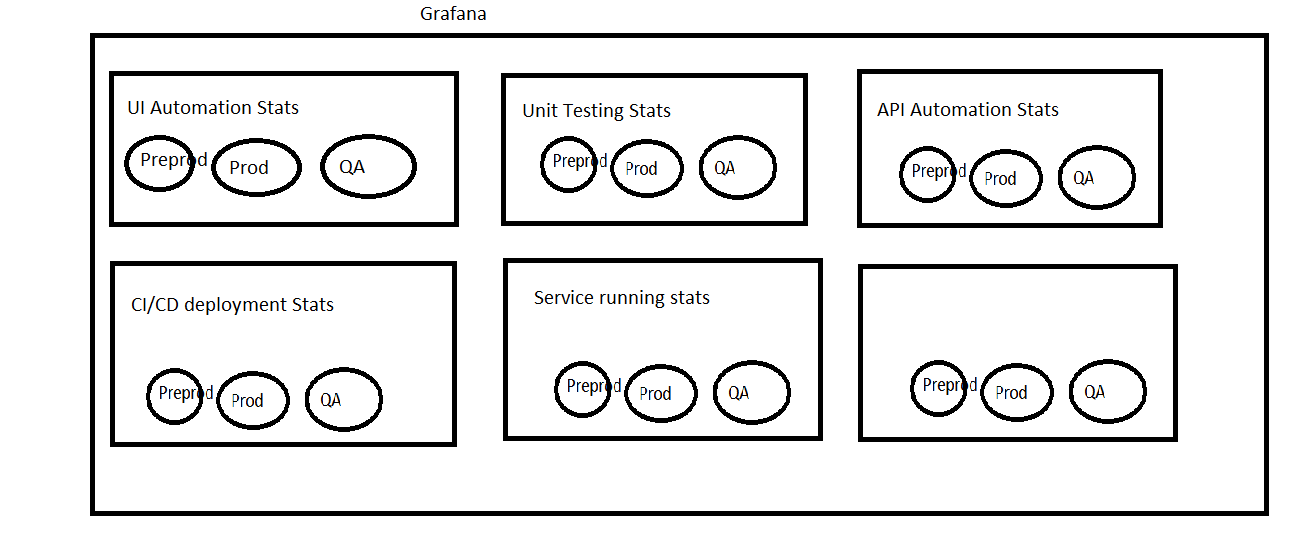 Grafana
UI Automation Stats
Preprod
Prod
QA
Unit Testing Stats
Preprod
Prod
QA
API Automation Stats
Preprod
Prod
QA
CI/CD deployment Stats
Preprod
Prod
QA
Service running stats
Preprod
Prod
QA
Preprod
Prod
QA